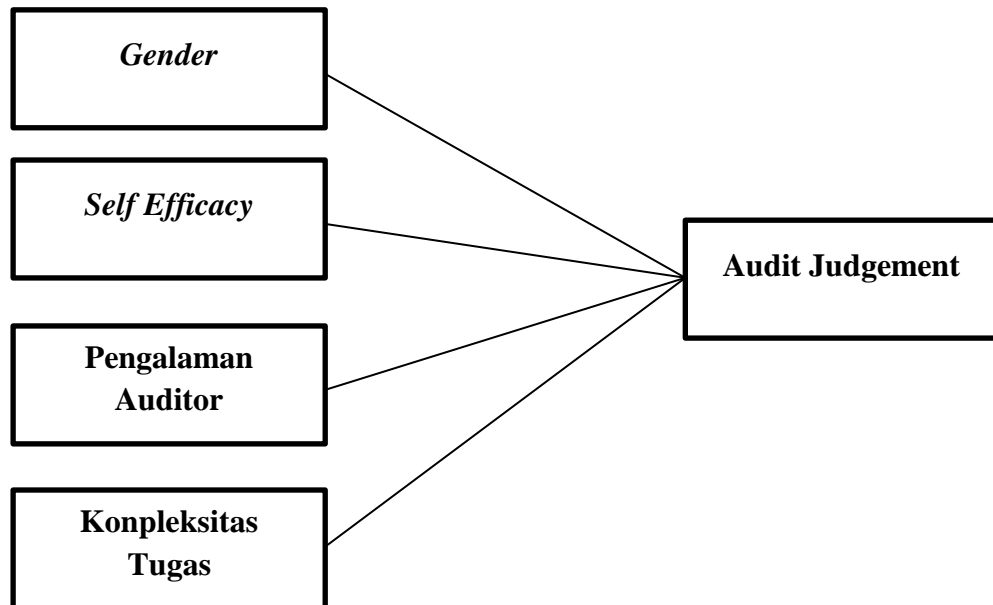 Gender
Self Efficacy
Audit Judgement
Pengalaman
Auditor
Konpleksitas
Tugas